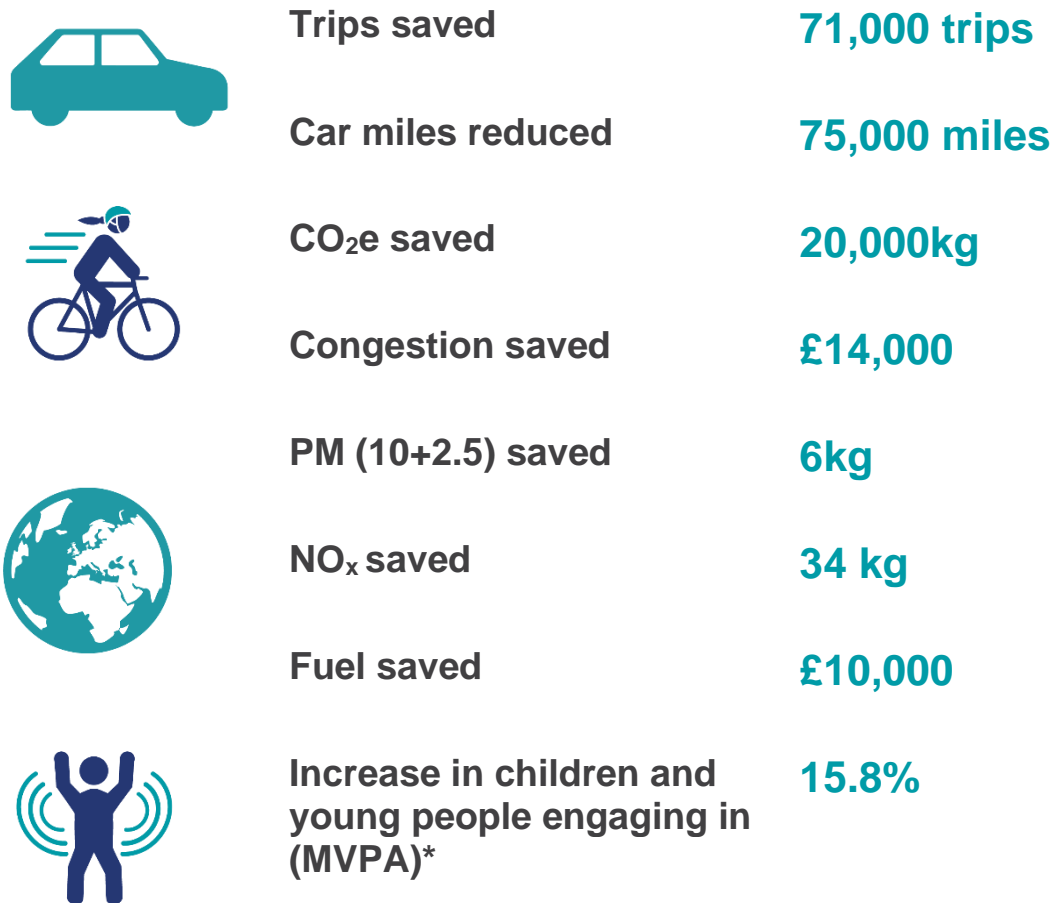 Trips saved 71,000 trips
Car miles reduced 75,000 miles
CO₂e saved 20,000kg
Congestion saved £14,000
PM (10+2.5) saved 6kg
NOₓ saved 34 kg
Fuel saved £10,000
Increase in children and 15.8%
young people engaging in
(MVPA)*